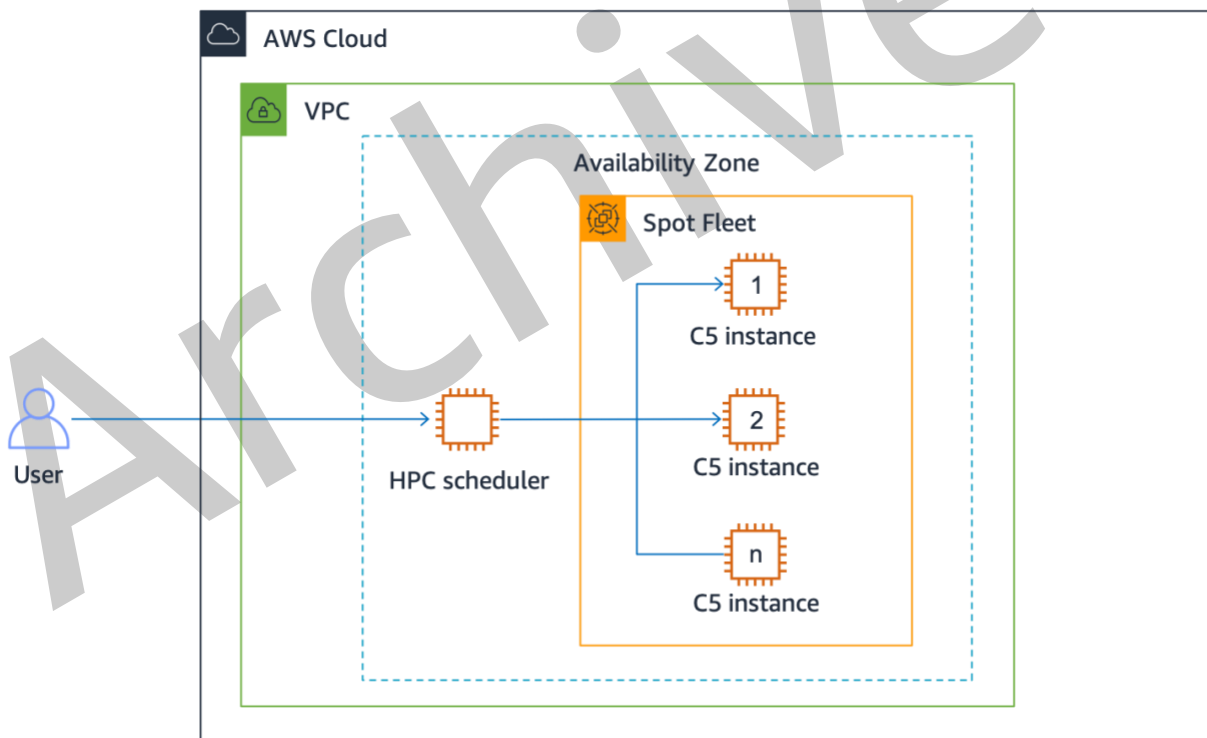 AWS Cloud
VPC
Availability Zone
Spot Fleet
1
C5 instance
User
HPC scheduler
2
C5 instance
n
C5 instance
Archive